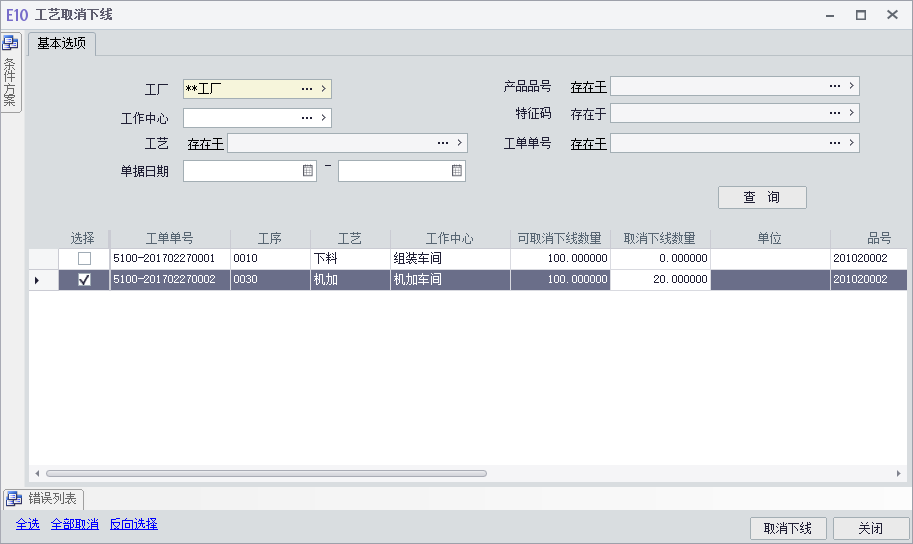 E10 工艺取消下线
条件方案
基本选项
工厂 **工厂
工作中心
工艺 存在于
单据日期 –
产品品号 存在于
特征码 存在于
工单单号 存在于
查 询
选择 工单单号 工序 工艺 工作中心 可取消下线数量 取消下线数量 单位 品号
5100-201702270001 0010 下料 组装车间 100.000000 0.000000 201020002
5100-201702270002 0030 机加 机加车间 100.000000 20.000000 201020002
错误列表
全选 全部取消 反向选择
取消下线 关闭